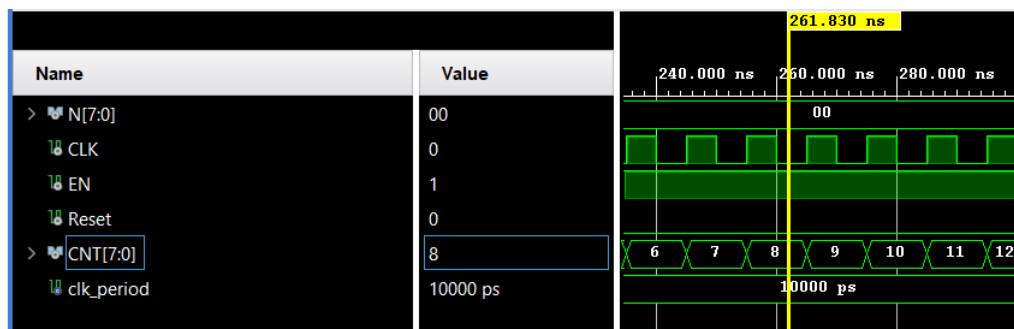 261.830 ns
Name Value 240.000 ns 260.000 ns 280.000 ns
N[7:0] 00 00
CLK 0
EN 1
Reset 0
CNT[7:0] 8 6 7 8 9 10 11 12
clk_period 10000 ps 10000 ps